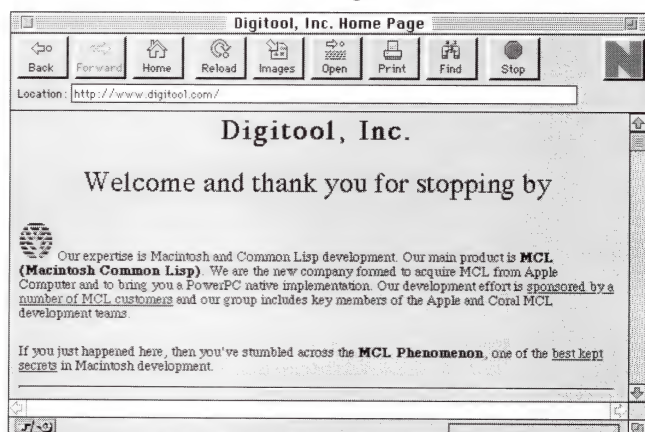 Digitool, Inc. Home Page
Back Forward Home Reload Images Open Print Find Stop N
Location: http://www.digitool.com/
Digitool, Inc.
Welcome and thank you for stopping by
Our expertise is Macintosh and Common Lisp development. Our main product is MCL
(Macintosh Common Lisp). We are the new company formed to acquire MCL from Apple
Computer and to bring you a PowerPC native implementation. Our development effort is sponsored by a
number of MCL customers and our group includes key members of the Apple and Coral MCL
development teams.
If you just happened here, then you've stumbled across the MCL Phenomenon, one of the best kept
secrets in Macintosh development.